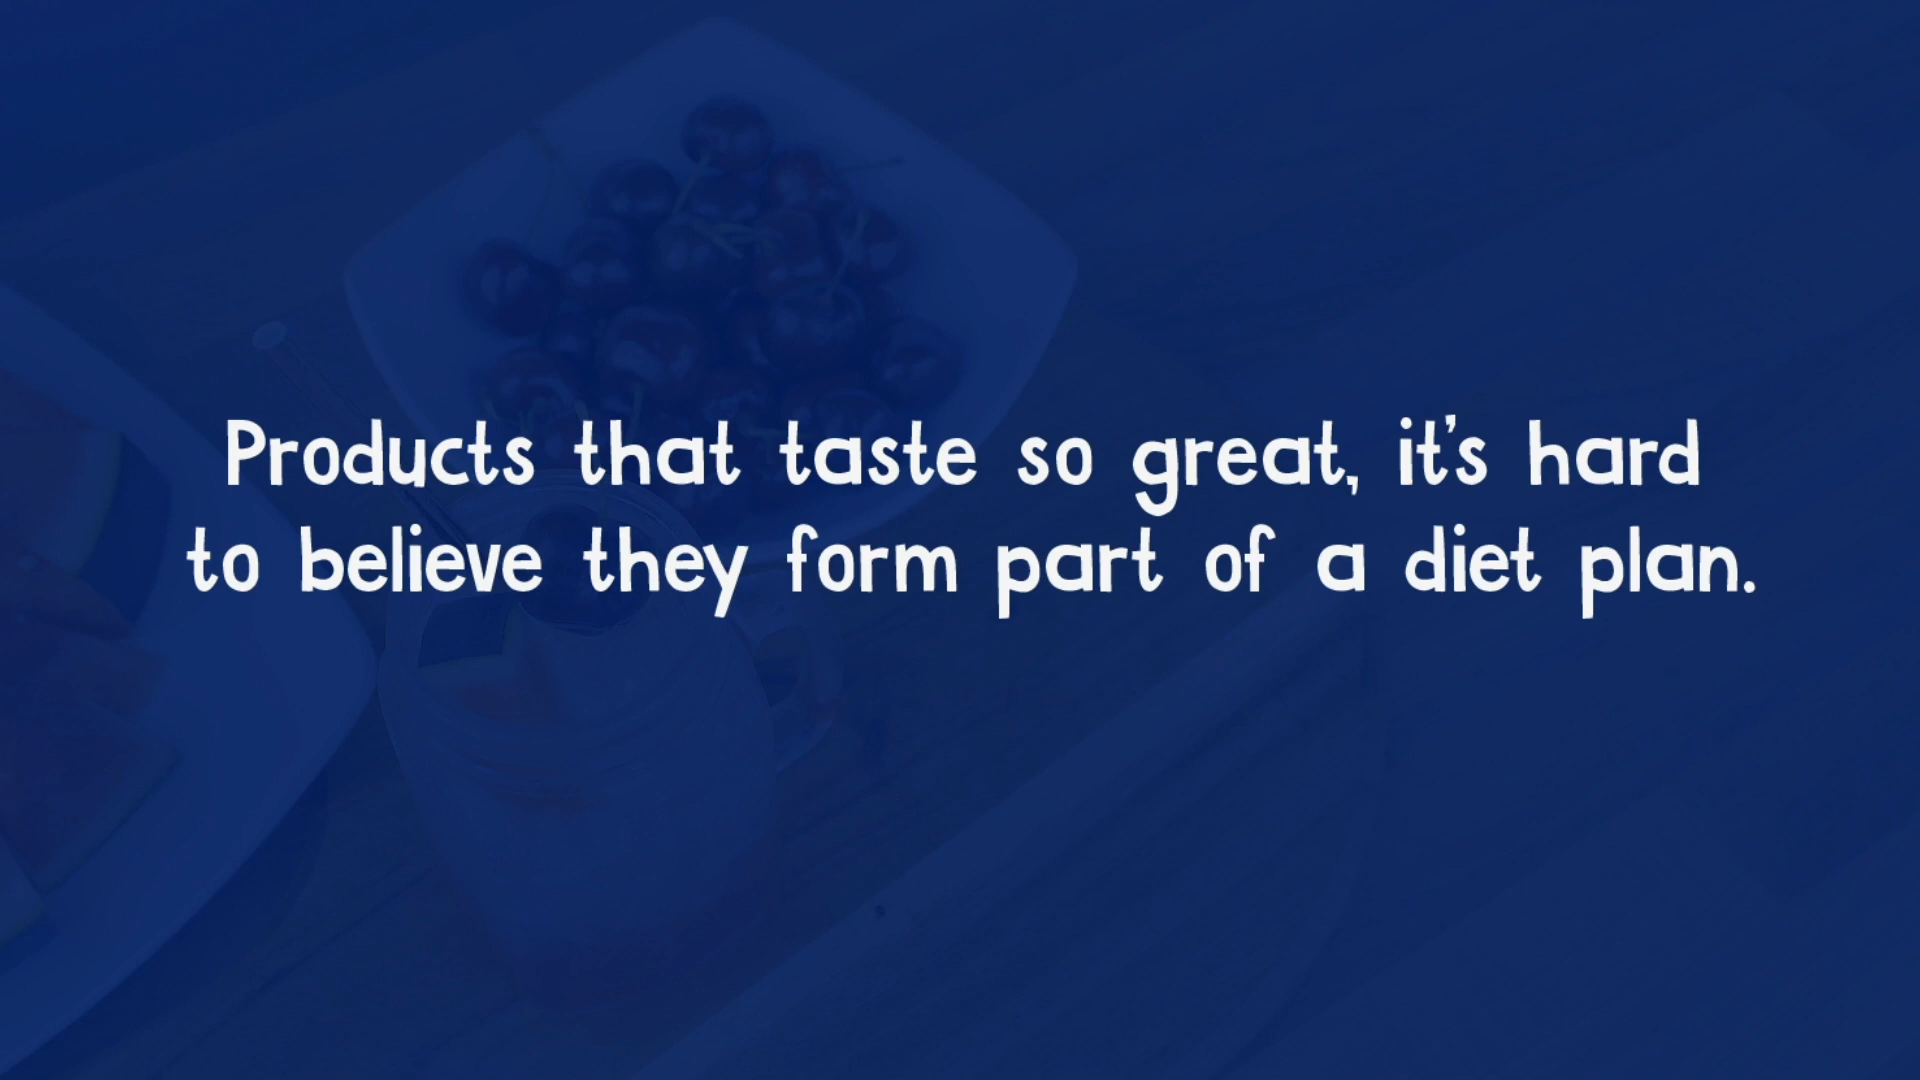 Products that taste so great, it's hard
to believe they form part of a diet plan.